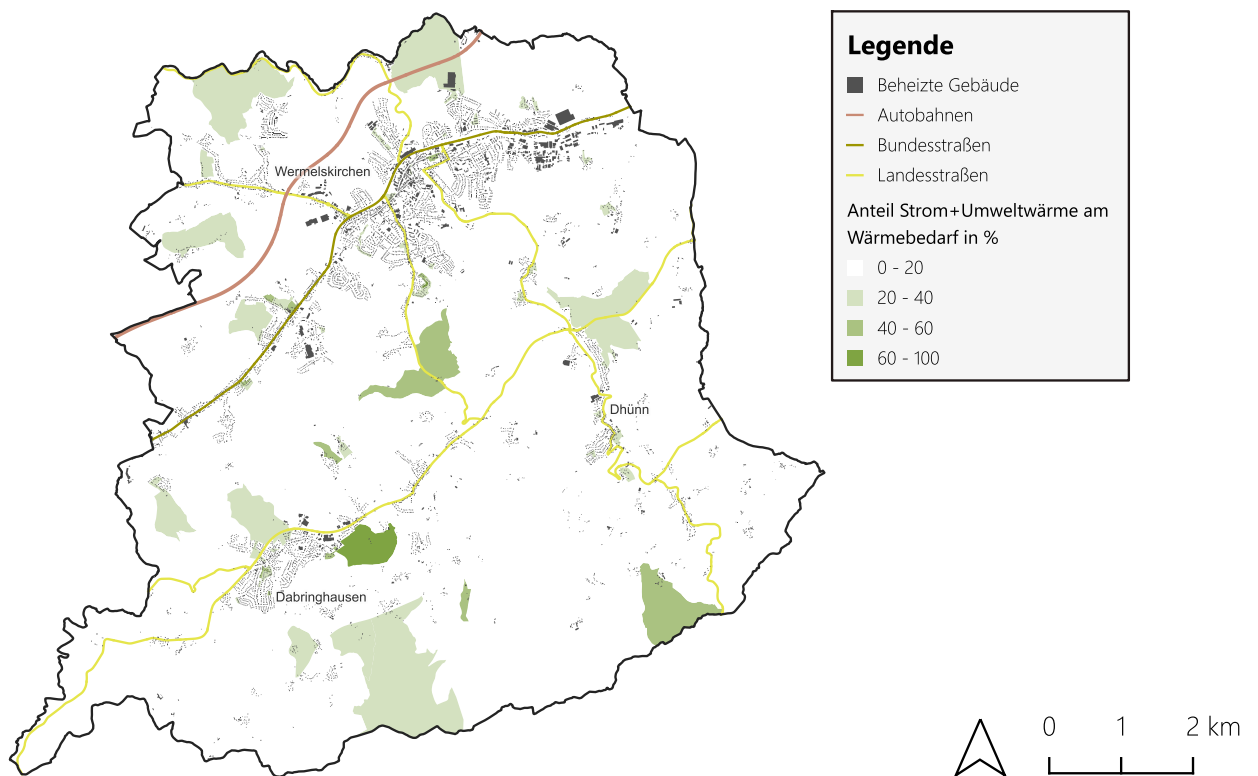 Legende
Beheizte Gebäude
Autobahnen
Bundesstraßen
Landesstraßen
Anteil Strom+Umweltwärme am
Wärmebedarf in %
0 - 20
20 - 40
40 - 60
60 - 100
Wermelskirchen
Dhünn
Dabringhausen
0 1 2 km